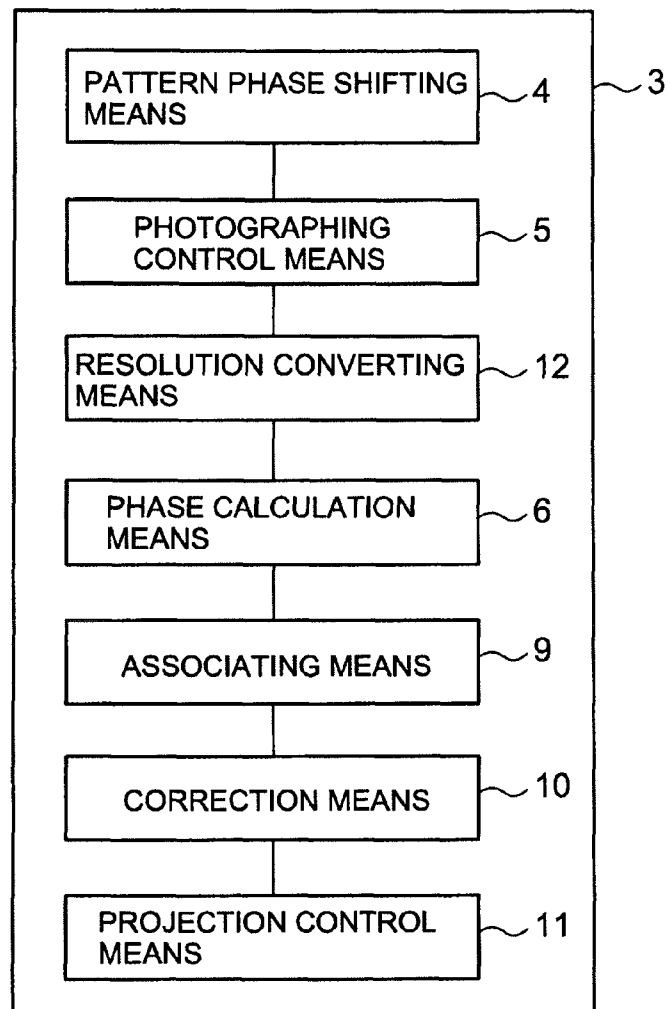 PATTERN PHASE SHIFTING
MEANS
4
3
PHOTOGRAPHING
CONTROL MEANS
5
RESOLUTION CONVERTING
MEANS
12
PHASE CALCULATION
MEANS
6
ASSOCIATING MEANS
9
CORRECTION MEANS
10
PROJECTION CONTROL
MEANS
11